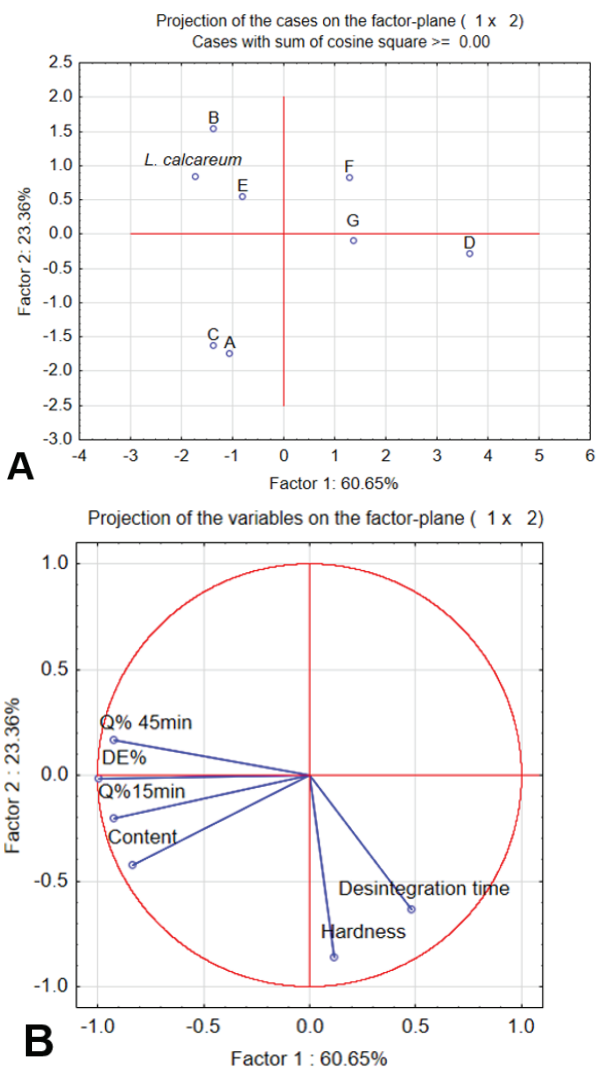 Projection of the cases on the factor-plane ( 1 x 2)
Cases with sum of cosine square >= 0.00
2.5
2.0
1.5
1.0
0.5
0.0
-0.5
-1.0
-1.5
-2.0
-2.5
-3.0
Factor 2: 23.36%
B
L. calcareum
E
F
G
D
C
A
-4 -3 -2 -1 0 1 2 3 4 5 6
Factor 1: 60.65%
A
Projection of the variables on the factor-plane ( 1 x 2)
1.0
0.5
0.0
-0.5
-1.0
Factor 2 : 23.36%
Q% 45min
DE%
Q%15min
Content
Desintegration time
Hardness
-1.0 -0.5 0.0 0.5 1.0
Factor 1 : 60.65%
B